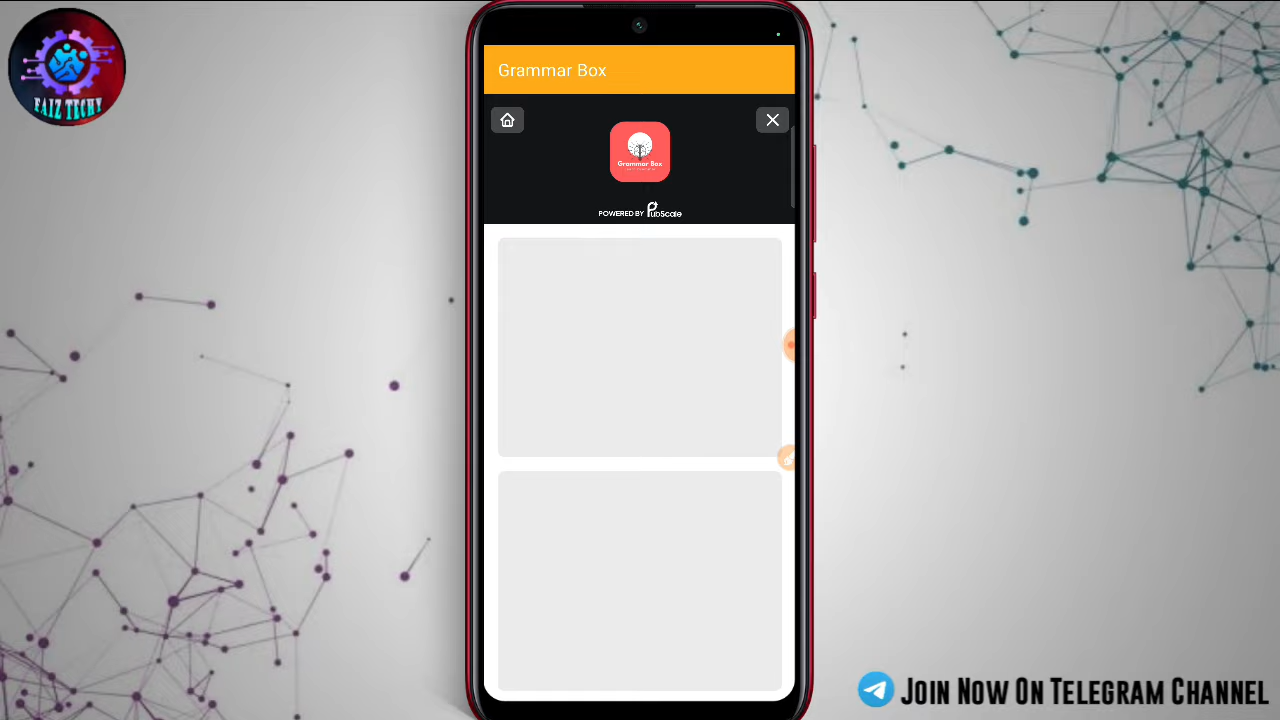 FAIZ TECHY
Grammar Box
Grammar Box
POWERED BY PubScale
JOIN NOW ON TELEGRAM CHANNEL